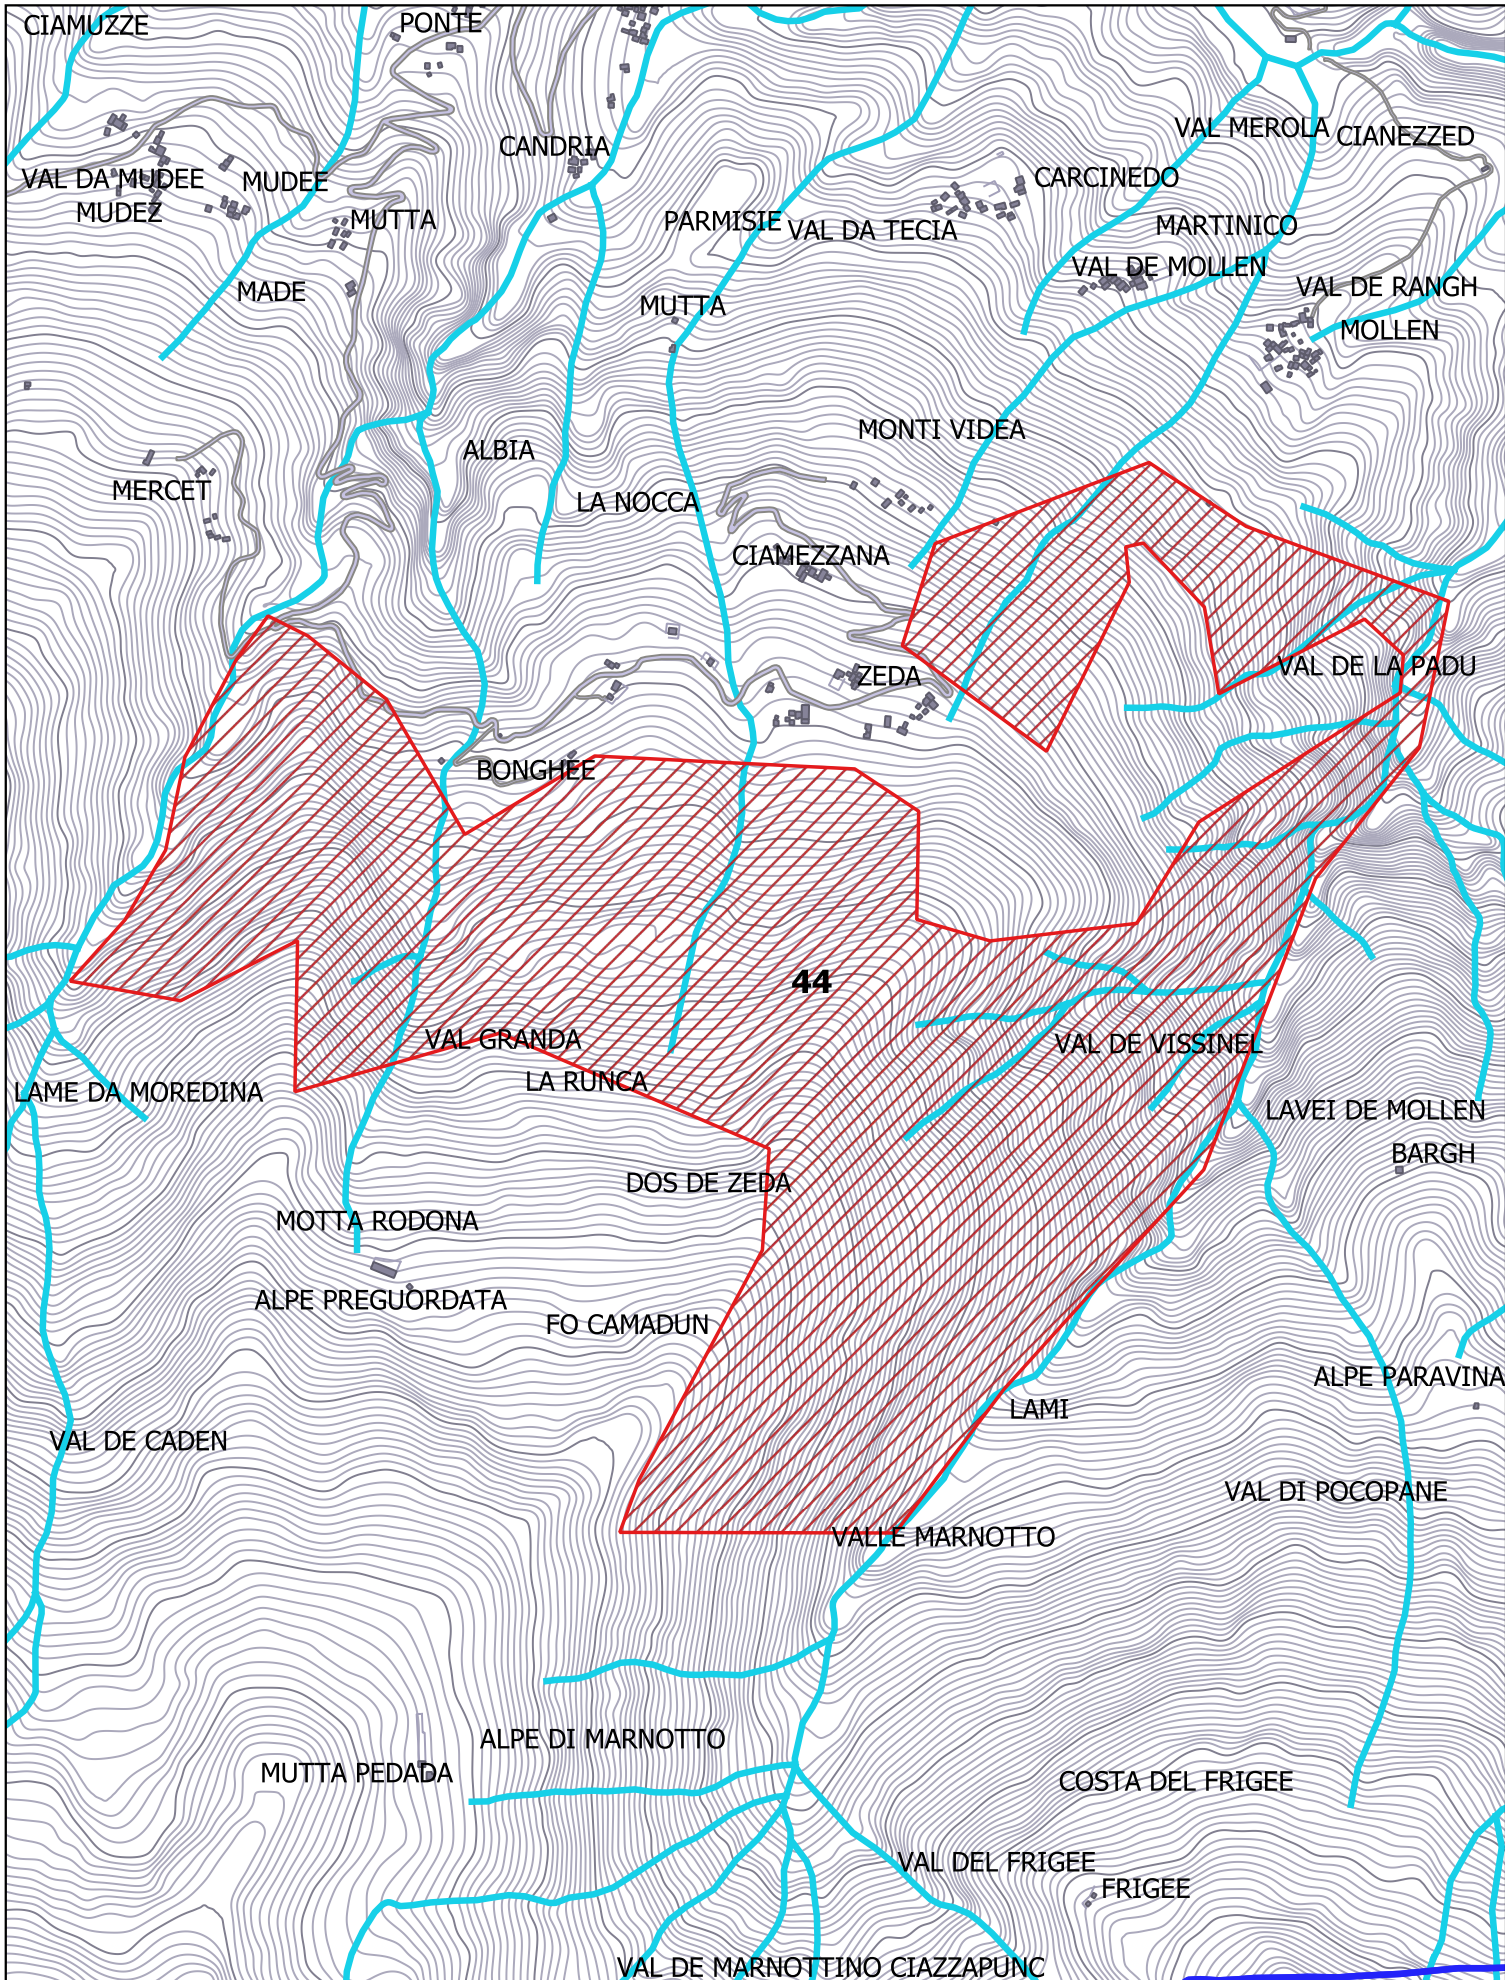 CIAMUZZE
PONTE
CANDRIA
VAL MEROLA
CIANEZZED
VAL DA MUDEE
MUDEE
CARCINEDO
MUDEZ
MUTTA
PARMISIE
VAL DA TECIA
MARTINICO
VAL DE MOLLEN
MADE
MUTTA
VAL DE RANGH
MOLLEN
MONTI VIDEA
ALBIA
MERCET
LA NOCCA
CIAMEZZANA
ZEDA
VAL DE LA PADU
BONGHEE
44
VAL GRANDA
VAL DE VISSINEL
LA RUNCA
LAME DA MOREDINA
LAVEI DE MOLLEN
BARGH
DOS DE ZEDA
MOTTA RODONA
ALPE PREGUORDATA
FO CAMADUN
ALPE PARAVINA
LAMI
VAL DE CADEN
VAL DI POCOPANE
VALLE MARNOTTO
ALPE DI MARNOTTO
MUTTA PEDADA
COSTA DEL FRIGEE
VAL DEL FRIGEE
FRIGEE
VAL DE MARNOTTINO CIAZZAPUNC